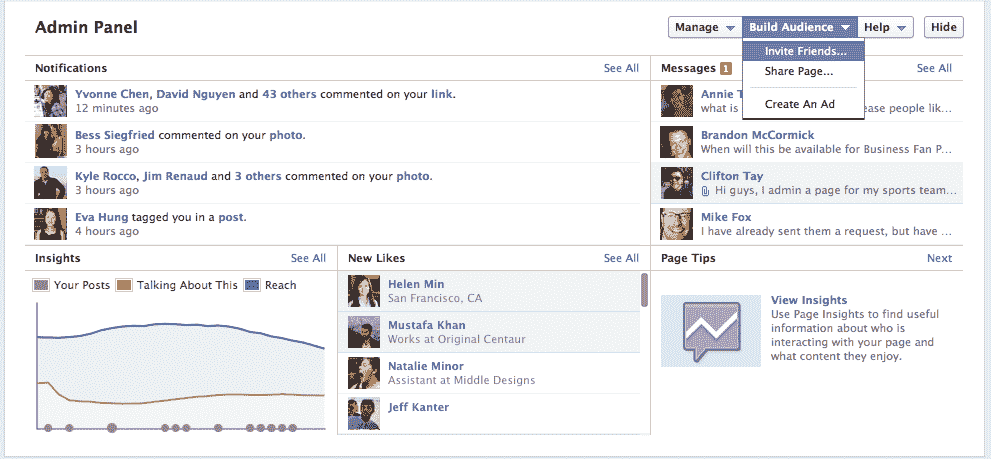 Admin Panel
Manage
Build Audience
Help
Hide
Invite Friends...
Share Page...
Create An Ad
Notifications
See All
Yvonne Chen, David Nguyen and 43 others commented on your link.
12 minutes ago
Bess Siegfried commented on your photo.
3 hours ago
Kyle Rocco, Jim Renaud and 3 others commented on your photo.
3 hours ago
Eva Hung tagged you in a post.
4 hours ago
Messages 1
See All
Annie T
what is
ease people lik...
Brandon McCormick
When will this be available for Business Fan P...
Clifton Tay
Hi guys, I admin a page for my sports team...
Mike Fox
I have already sent them a request, but have ...
Insights
See All
Your Posts
Talking About This
Reach
New Likes
See All
Helen Min
San Francisco, CA
Mustafa Khan
Works at Original Centaur
Natalie Minor
Assistant at Middle Designs
Jeff Kanter
Page Tips
Next
View Insights
Use Page Insights to find useful
information about who is
interacting with your page and
what content they enjoy.